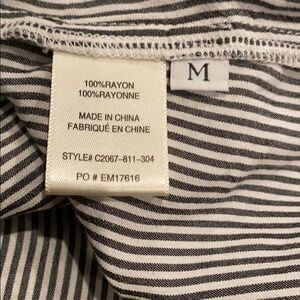 100%RAYON
100%RAYONNE
MADE IN CHINA
FABRIQUÉ EN CHINE
STYLE# C2067-811-304
PO # EM17616
M